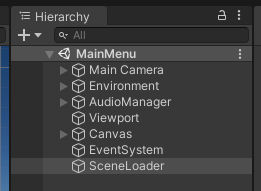 Hierarchy
All
MainMenu
Main Camera
Environment
AudioManager
Viewport
Canvas
EventSystem
SceneLoader